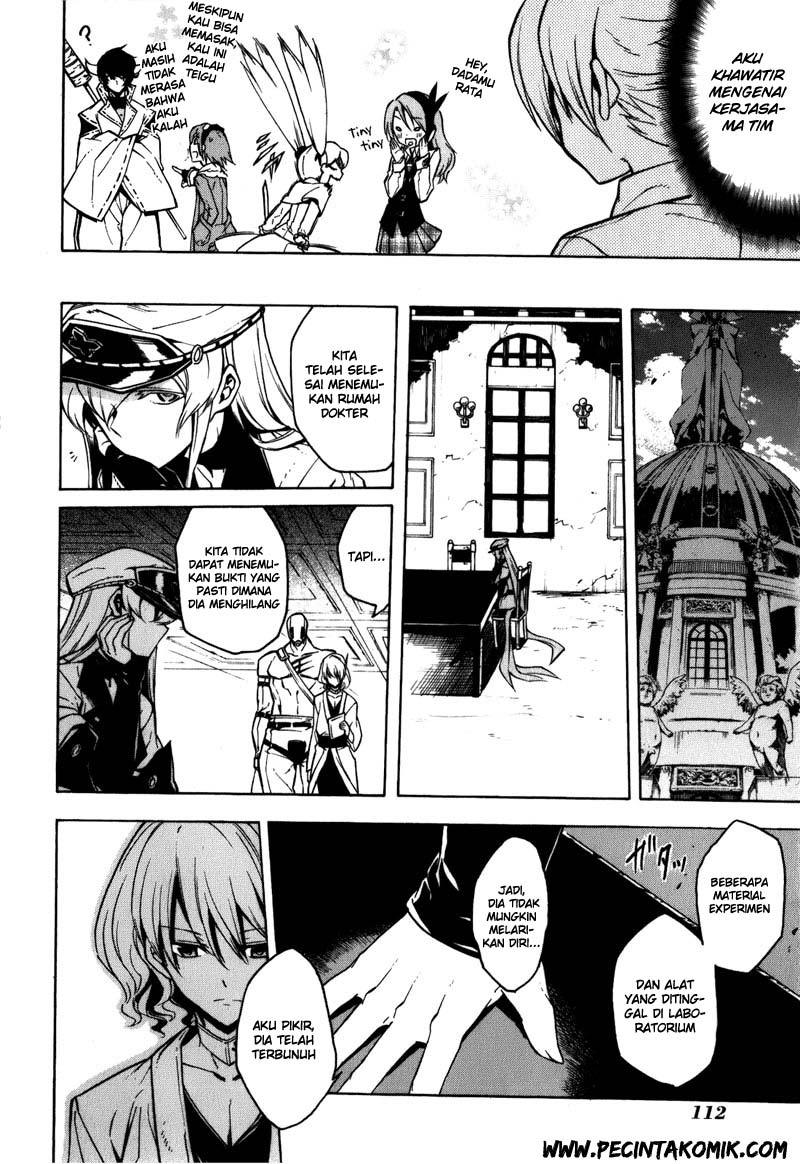 AKU
KHAWATIR
MENGENAI
KERJASA-
MA TIM
HEY,
DADAMU
RATA
Tiny
tiny
MESKIPUN
KAU BISA
MEMASAK,
KAU INI
ADALAH
TEIGU
AKU
MASIH
TIDAK
MERASA
BAHWA
AKU
KALAH
?
KITA
TELAH SELE-
SAI MENEMU-
KAN RUMAH
DOKTER
TAPI...
KITA TIDAK
DAPAT MENEMU-
KAN BUKTI YANG
PASTI DIMANA
DIA MENGHILANG
BEBERAPA
MATERIAL
EXPERIMEN
ガタッ
DAN ALAT
YANG DITING-
GAL DI LABO-
RATORIUM
JADI,
DIA TIDAK
MUNGKIN
MELARI-
KAN DIRI...
AKU PIKIR,
DIA TELAH
TERBUNUH
112
WWW.PECINTAKOMIK.COM